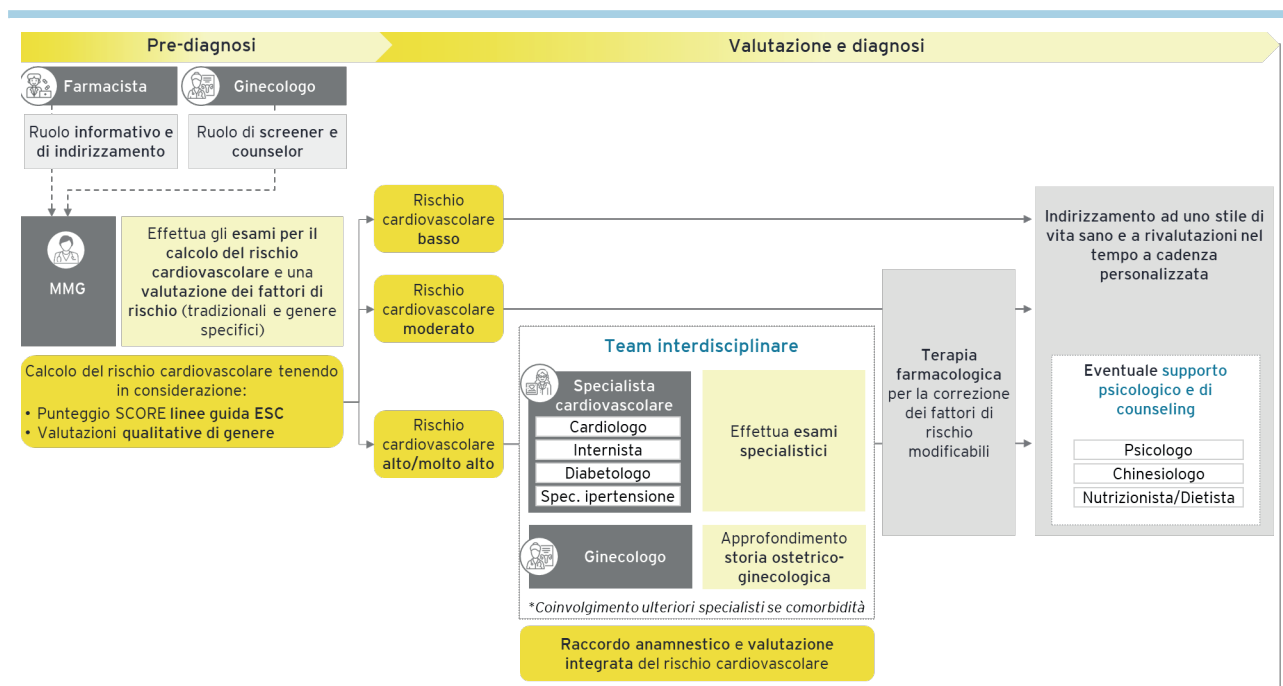 Pre-diagnosi
Valutazione e diagnosi
Farmacista
Ginecologo
Ruolo informativo e
di indirizzamento
Ruolo di screener e
counselor
MMG
Effettua gli esami per il
calcolo del rischio
cardiovascolare e una
valutazione dei fattori di
rischio (tradizionali e genere
specifici)
Calcolo del rischio cardiovascolare tenendo
in considerazione:
• Punteggio SCORE linee guida ESC
• Valutazioni qualitative di genere
Rischio
cardiovascolare
basso
Rischio
cardiovascolare
moderato
Rischio
cardiovascolare
alto/molto alto
Team interdisciplinare
Specialista
cardiovascolare
Cardiologo
Internista
Diabetologo
Spec. ipertensione
Effettua esami
specialistici
Ginecologo
Approfondimento
storia ostetrico-
ginecologica
*Coinvolgimento ulteriori specialisti se comorbidità
Raccordo anamnestico e valutazione
integrata del rischio cardiovascolare
Terapia
farmacologica
per la correzione
dei fattori di
rischio
modificabili
Indirizzamento ad uno stile di
vita sano e a rivalutazioni nel
tempo a cadenza
personalizzata
Eventuale supporto
psicologico e di
counseling
Psicologo
Chinesiologo
Nutrizionista/Dietista